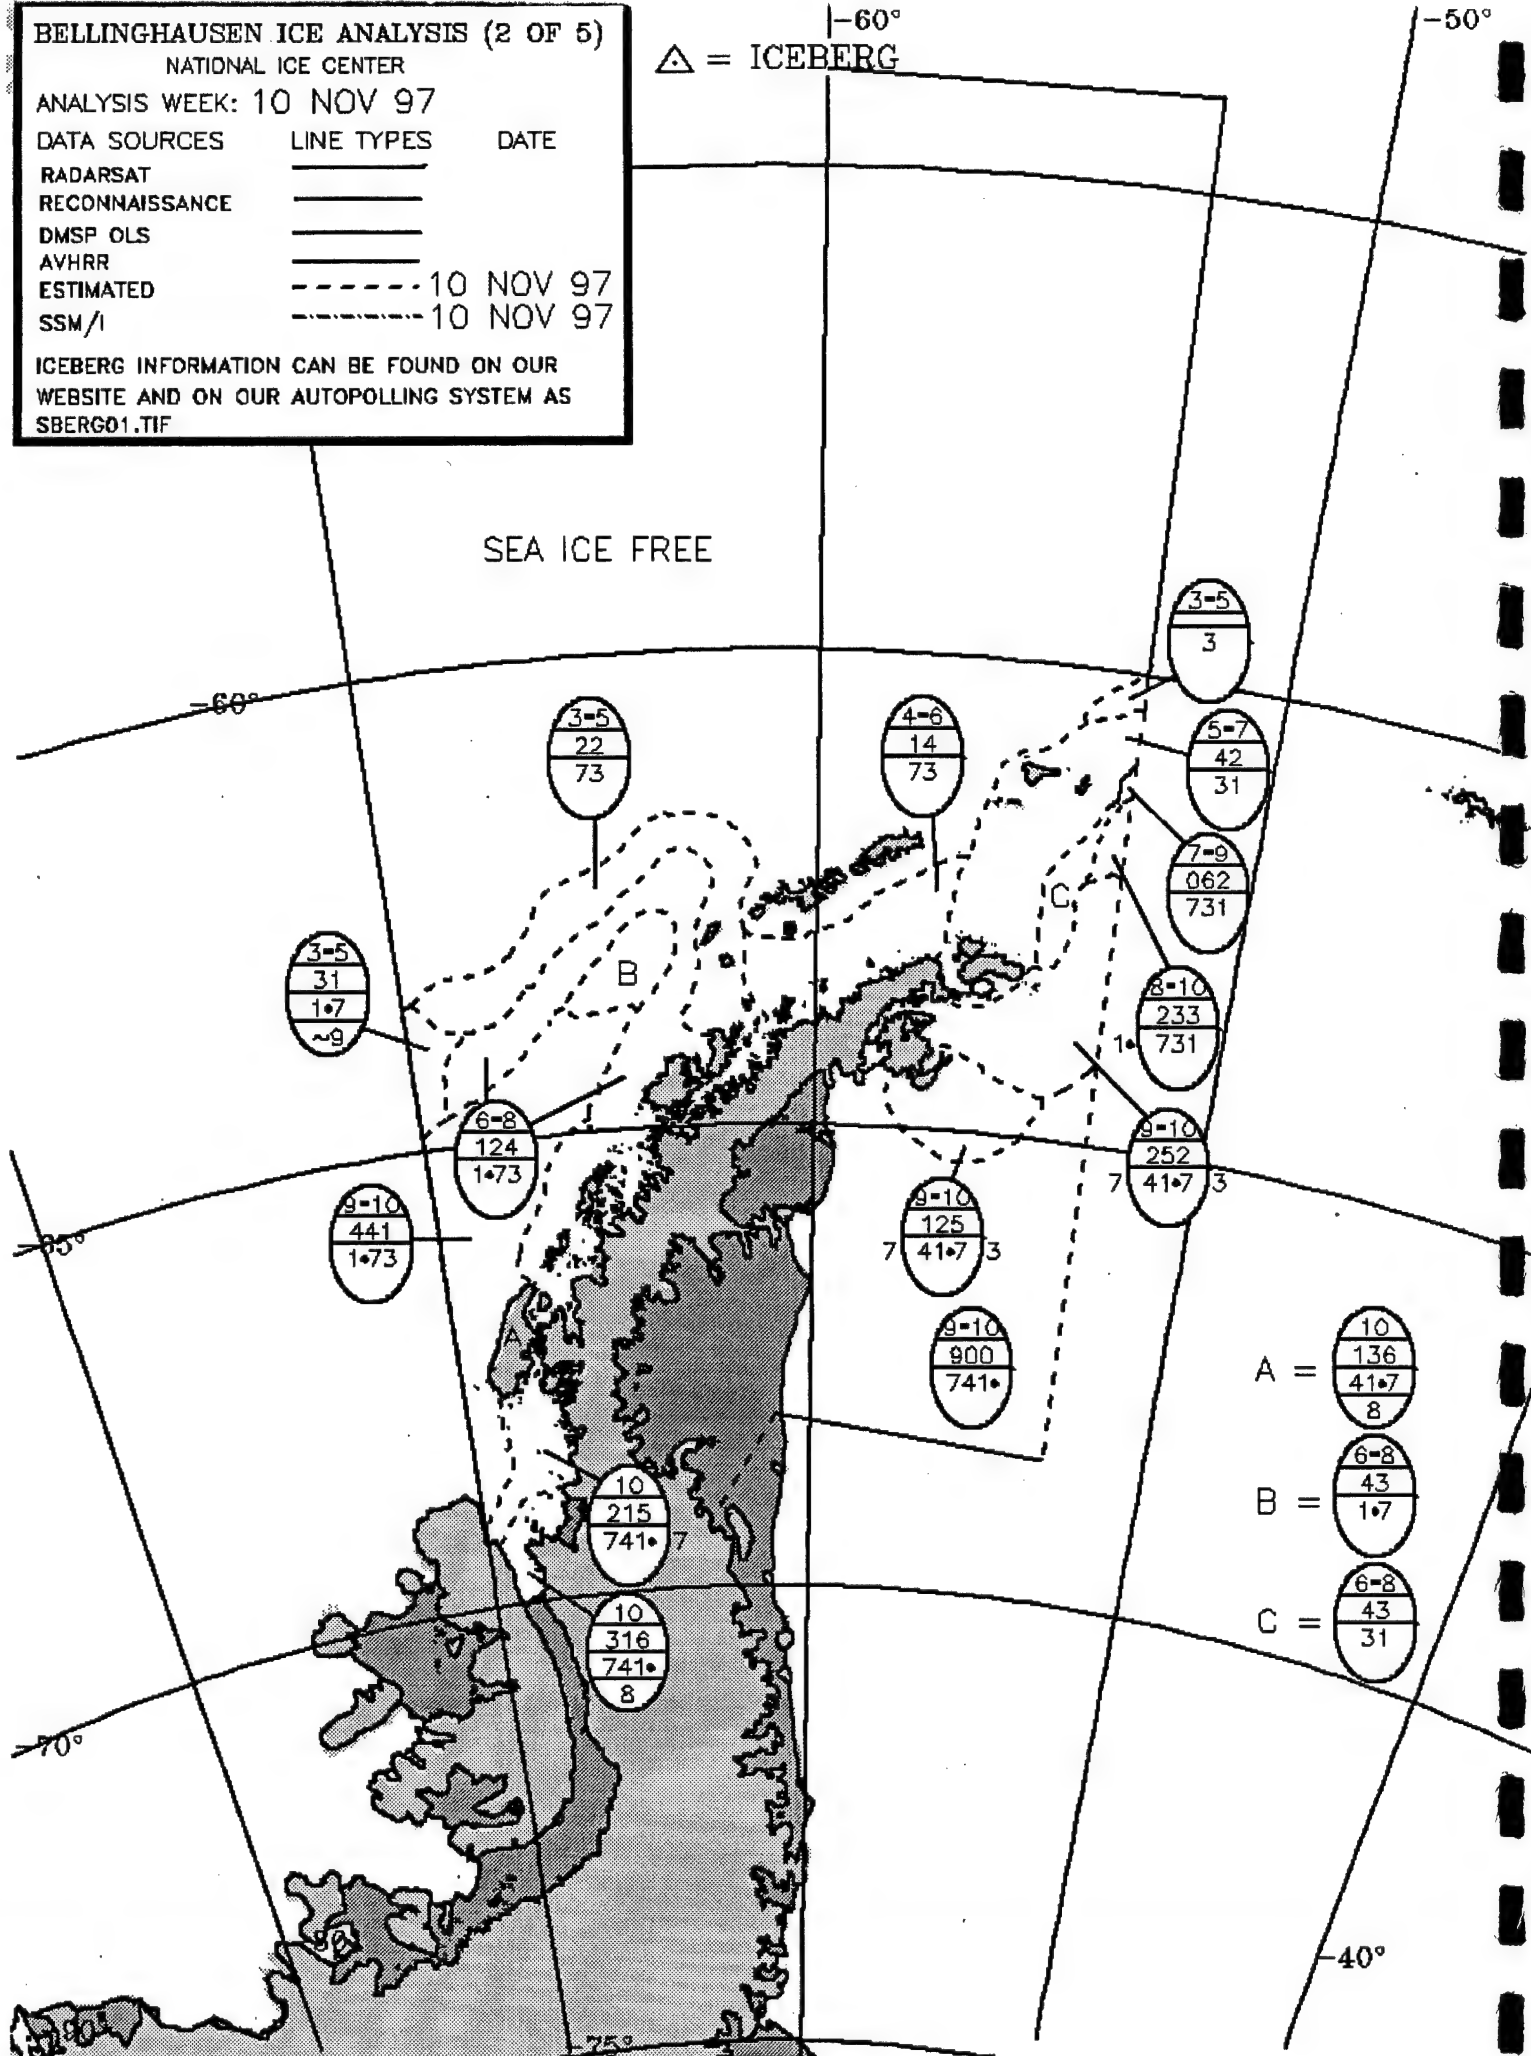 BELLINGHAUSEN ICE ANALYSIS (2 OF 5)
NATIONAL ICE CENTER
ANALYSIS WEEK: 10 NOV 97
DATA SOURCES LINE TYPES DATE
RADARSAT
RECONNAISSANCE
DMSP OLS
AVHRR
ESTIMATED 10 NOV 97
SSM/I 10 NOV 97
ICEBERG INFORMATION CAN BE FOUND ON OUR
WEBSITE AND ON OUR AUTOPOLLING SYSTEM AS
SBERG01.TIF
-60°
-50°
= ICEBERG
SEA ICE FREE
3-5
3
-60°
3-5
22
73
4-6
14
73
5-7
42
31
7-9
062
731
C
B
3-5
31
1•7
~9
8-10
233
1• 731
6-8
124
1•73
9-10
252
7 41•7 3
9-10
441
1•73
9-10
125
7 41•7 3
-65°
A
D
9-10
900
741•
A =
10
136
41•7
8
B =
6-8
43
1•7
C =
6-8
43
31
10
215
741• 7
10
316
741•
8
-70°
-40°
-75°